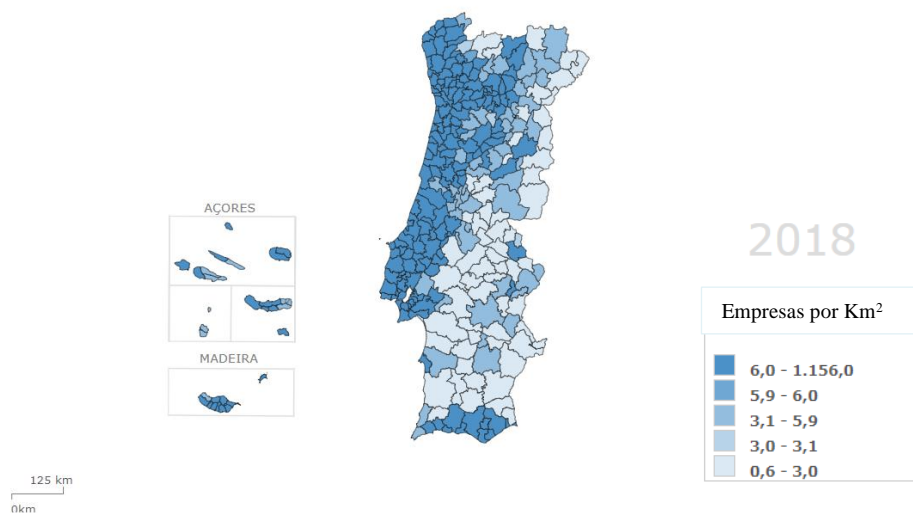 AÇORES
MADEIRA
125 km
0km
2018
Empresas por Km²
6,0 - 1.156,0
5,9 - 6,0
3,1 - 5,9
3,0 - 3,1
0,6 - 3,0